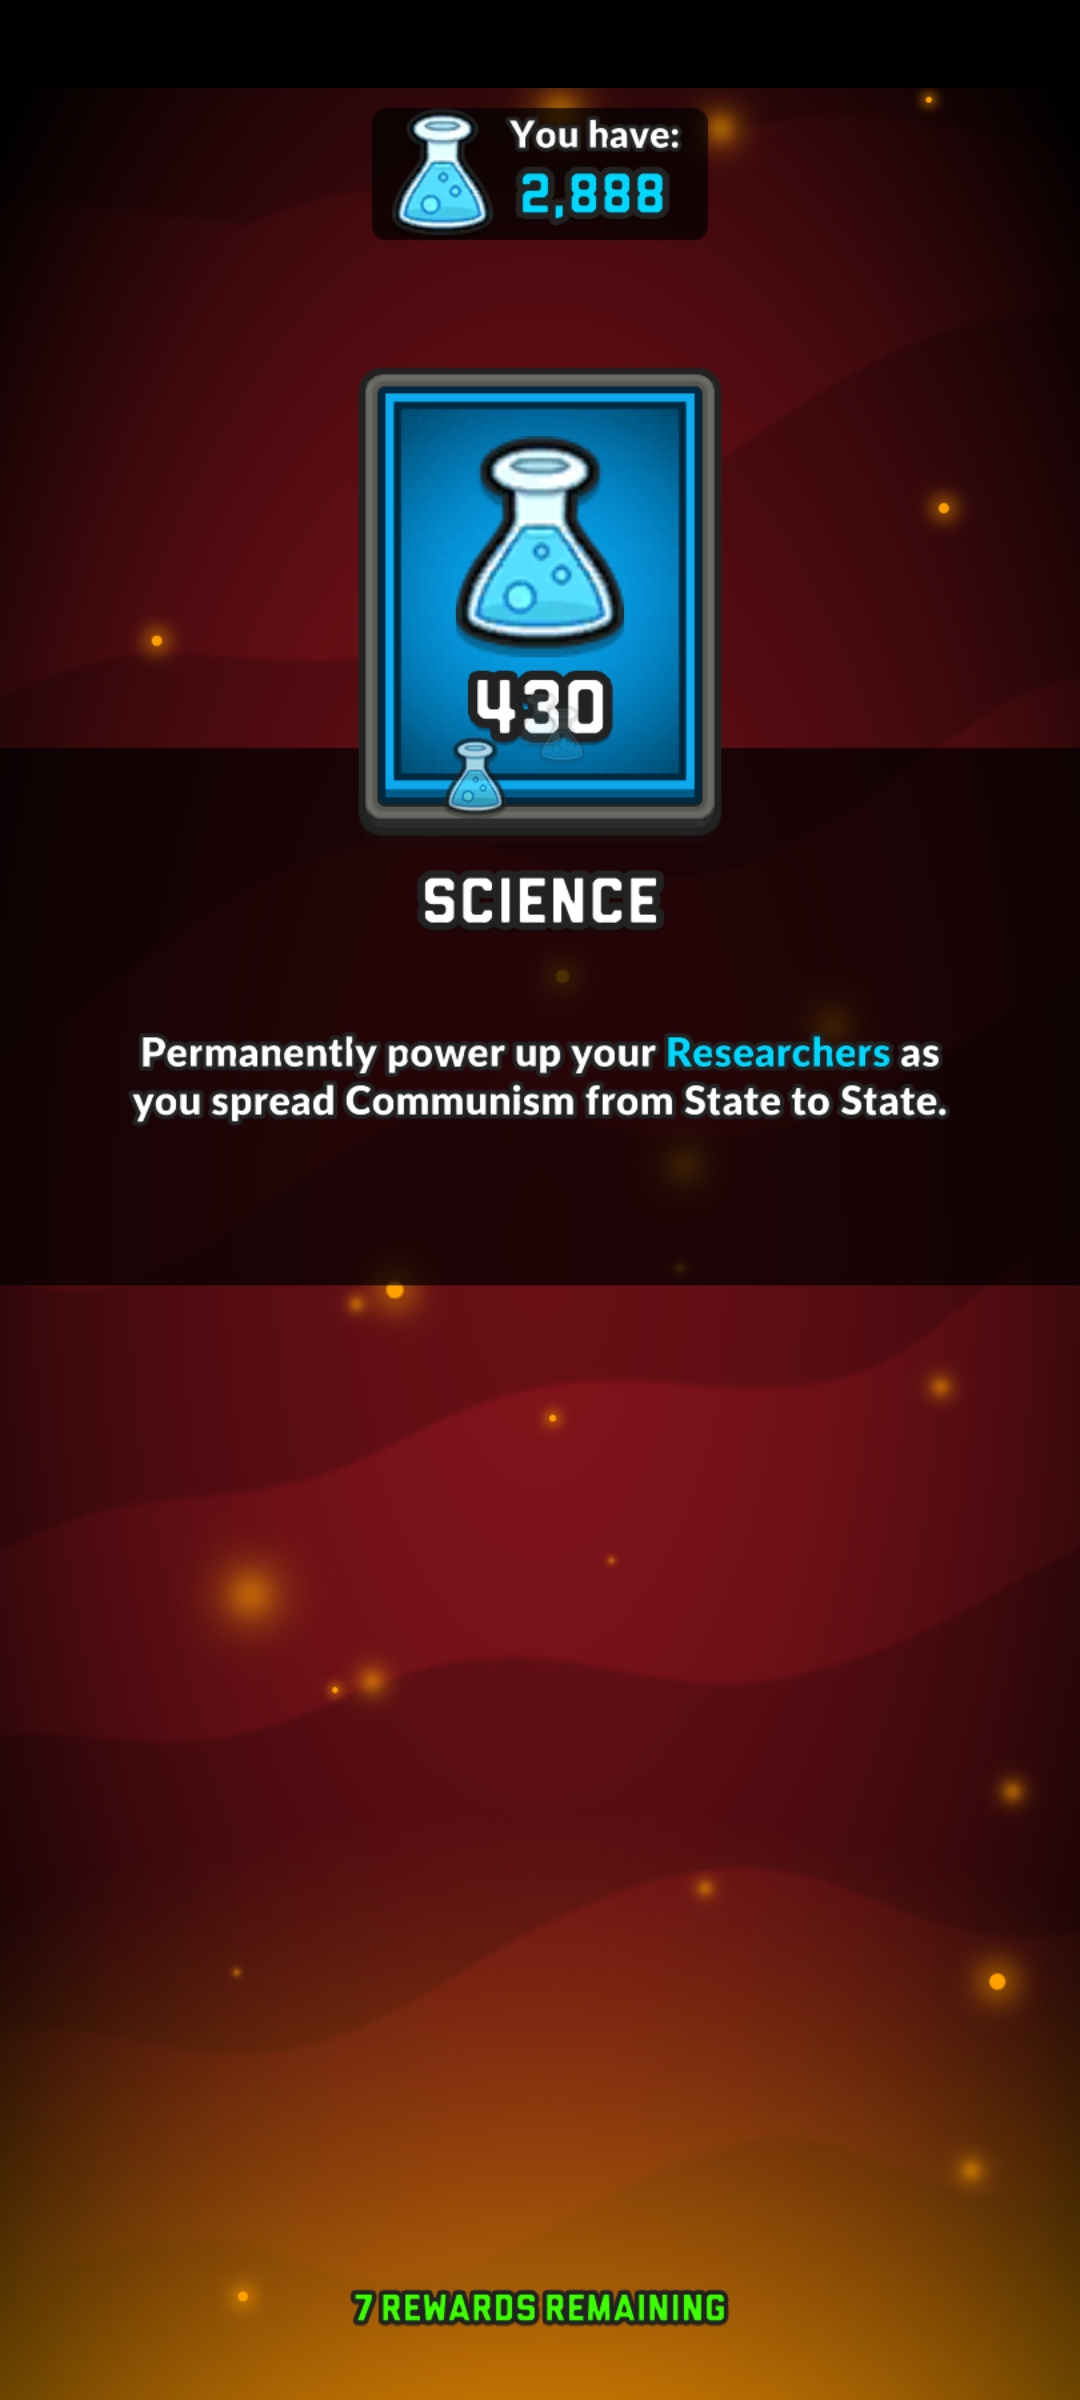 You have:
2,888
430
SCIENCE
Permanently power up your Researchers as
you spread Communism from State to State.
7 REWARDS REMAINING